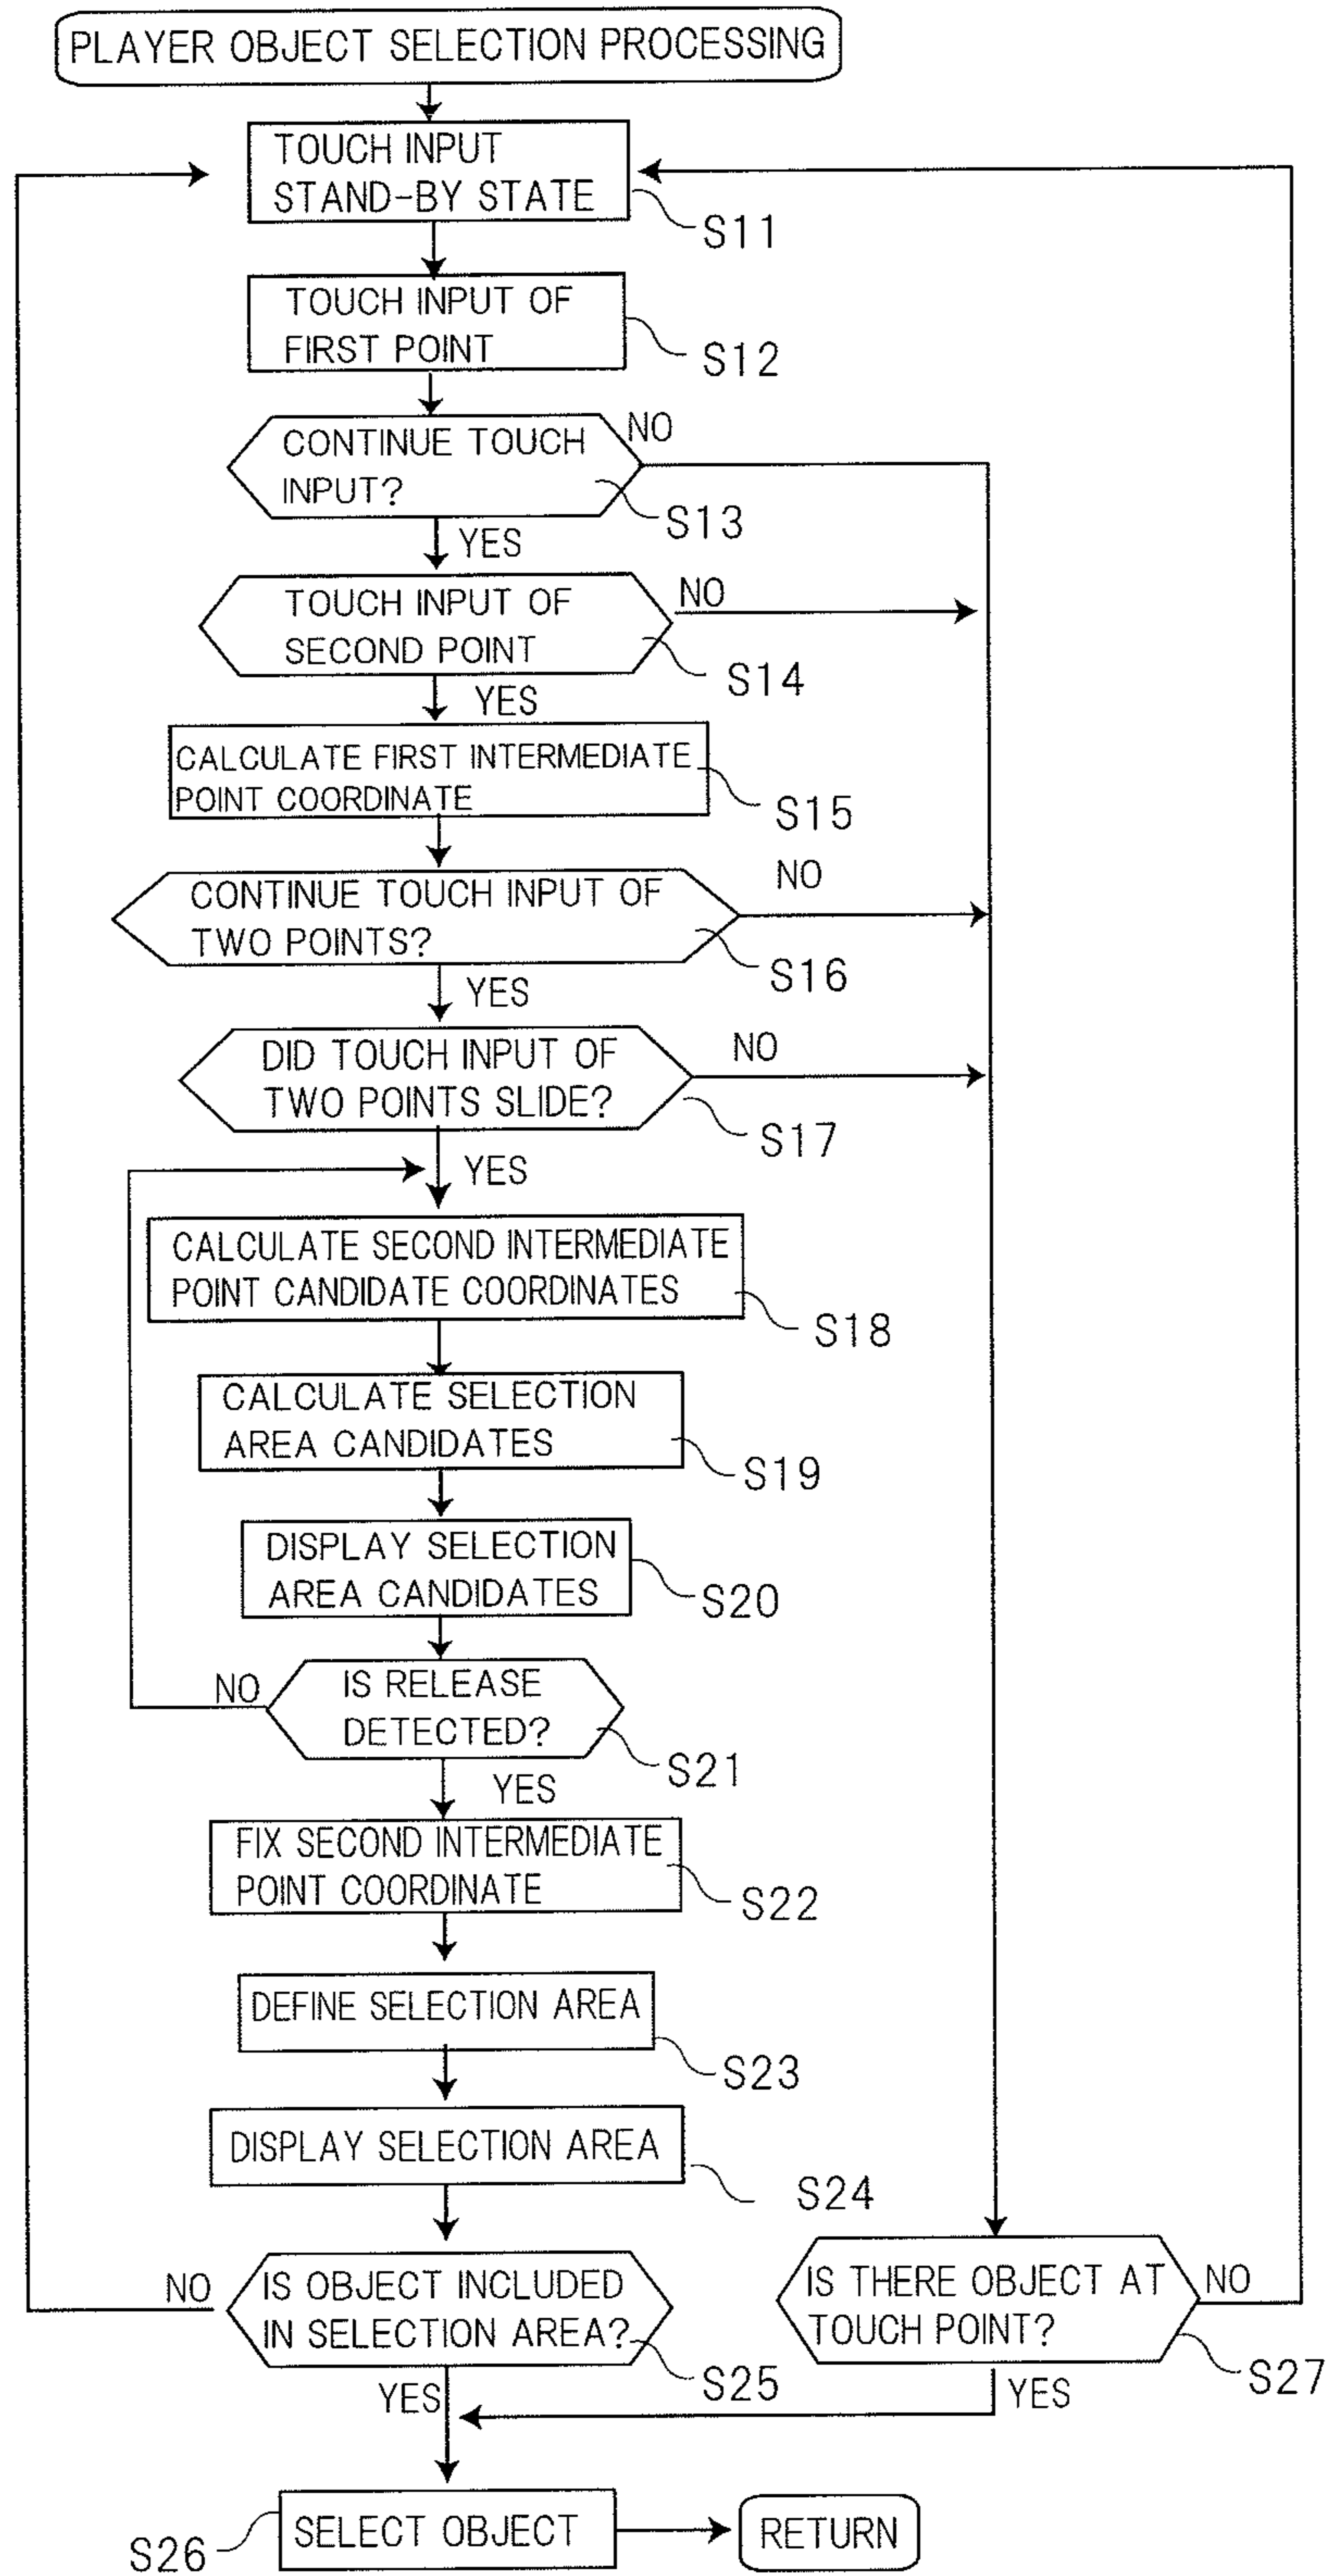 PLAYER OBJECT SELECTION PROCESSING
TOUCH INPUT
STAND-BY STATE
S11
TOUCH INPUT OF
FIRST POINT
S12
CONTINUE TOUCH
INPUT?
NO
S13
YES
TOUCH INPUT OF
SECOND POINT
NO
S14
YES
CALCULATE FIRST INTERMEDIATE
POINT COORDINATE
S15
CONTINUE TOUCH INPUT OF
TWO POINTS?
NO
S16
YES
DID TOUCH INPUT OF
TWO POINTS SLIDE?
NO
S17
YES
CALCULATE SECOND INTERMEDIATE
POINT CANDIDATE COORDINATES
S18
CALCULATE SELECTION
AREA CANDIDATES
S19
DISPLAY SELECTION
AREA CANDIDATES
S20
NO
IS RELEASE
DETECTED?
S21
YES
FIX SECOND INTERMEDIATE
POINT COORDINATE
S22
DEFINE SELECTION AREA
S23
DISPLAY SELECTION AREA
S24
NO
IS OBJECT INCLUDED
IN SELECTION AREA?
S25
YES
IS THERE OBJECT AT
TOUCH POINT?
NO
S27
YES
S26
SELECT OBJECT
RETURN